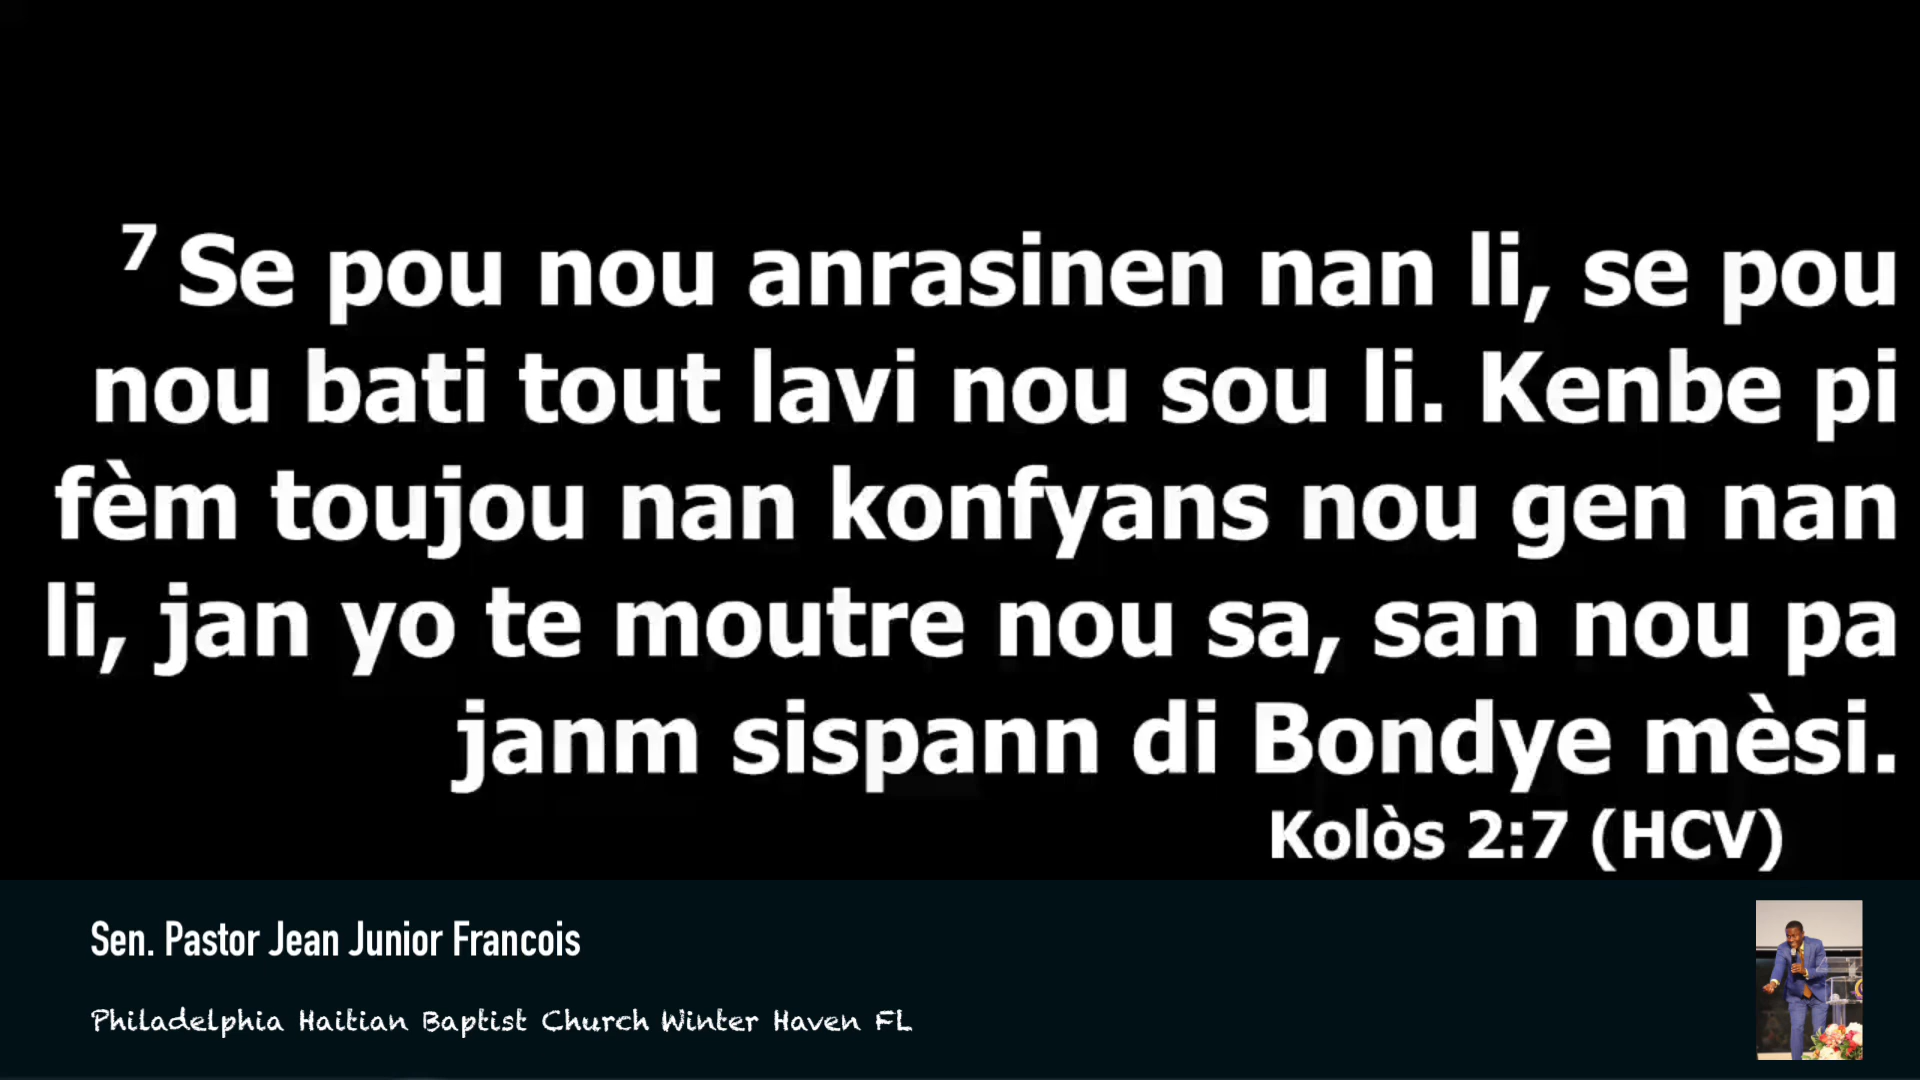 7 Se pou nou anrasinen nan li, se pou
nou bati tout lavi nou sou li. Kenbe pi
fèm toujou nan konfyans nou gen nan
li, jan yo te moutre nou sa, san nou pa
janm sispann di Bondye mèsi.
Kolòs 2:7 (HCV)
Sen. Pastor Jean Junior Francois
Philadelphia Haitian Baptist Church Winter Haven FL